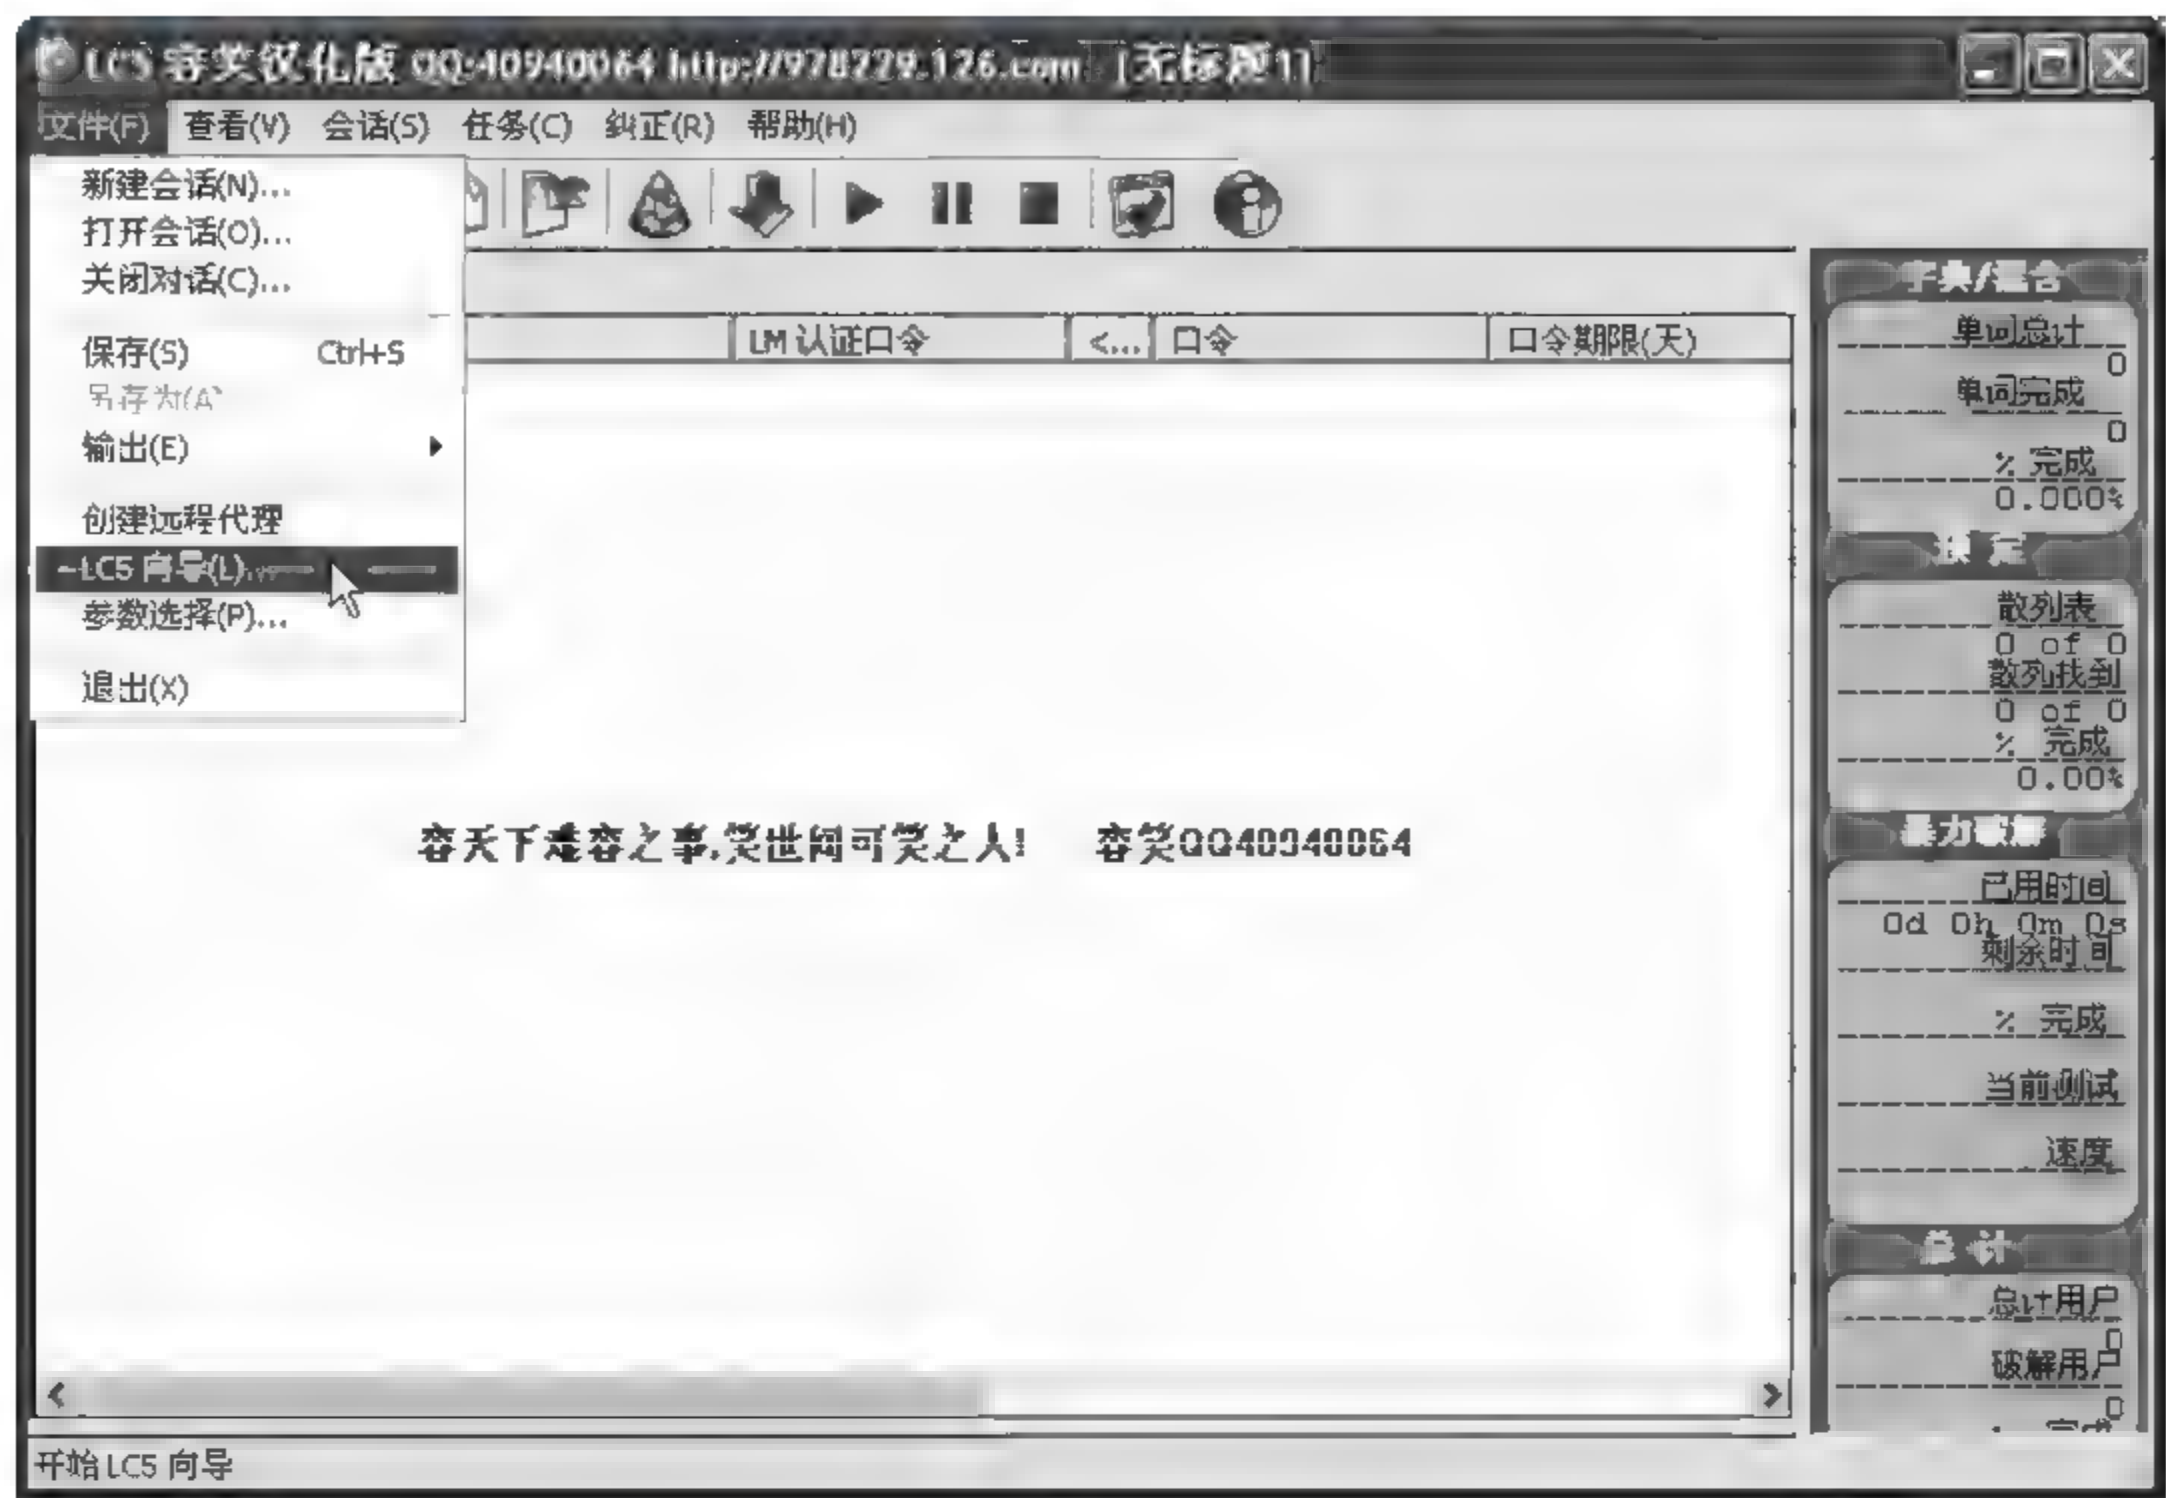 LC5 容笑汉化版 QQ:40940064 http://978229.126.com - [无标题1]
文件(F) 查看(V) 会话(S) 任务(C) 纠正(R) 帮助(H)
新建会话(N)...
打开会话(O)...
关闭对话(C)...
保存(S) Ctrl+S
另存为(A)
输出(E)
创建远程代理
LC5 向导(L)...
参数选择(P)...
退出(X)
LM 认证口令 <... 口令 口令期限(天)
容天下难容之事,笑世间可笑之人! 容笑QQ40940064
字典/混合
单词总计
0
单词完成
0
% 完成
0.000%
散列表
0 of 0
散列找到
0 of 0
% 完成
0.00%
暴力破解
已用时间
0d 0h 0m 0s
剩余时间
% 完成
当前测试
速度
总 计
总计用户
0
破解用户
0
% 完成
开始 LC5 向导